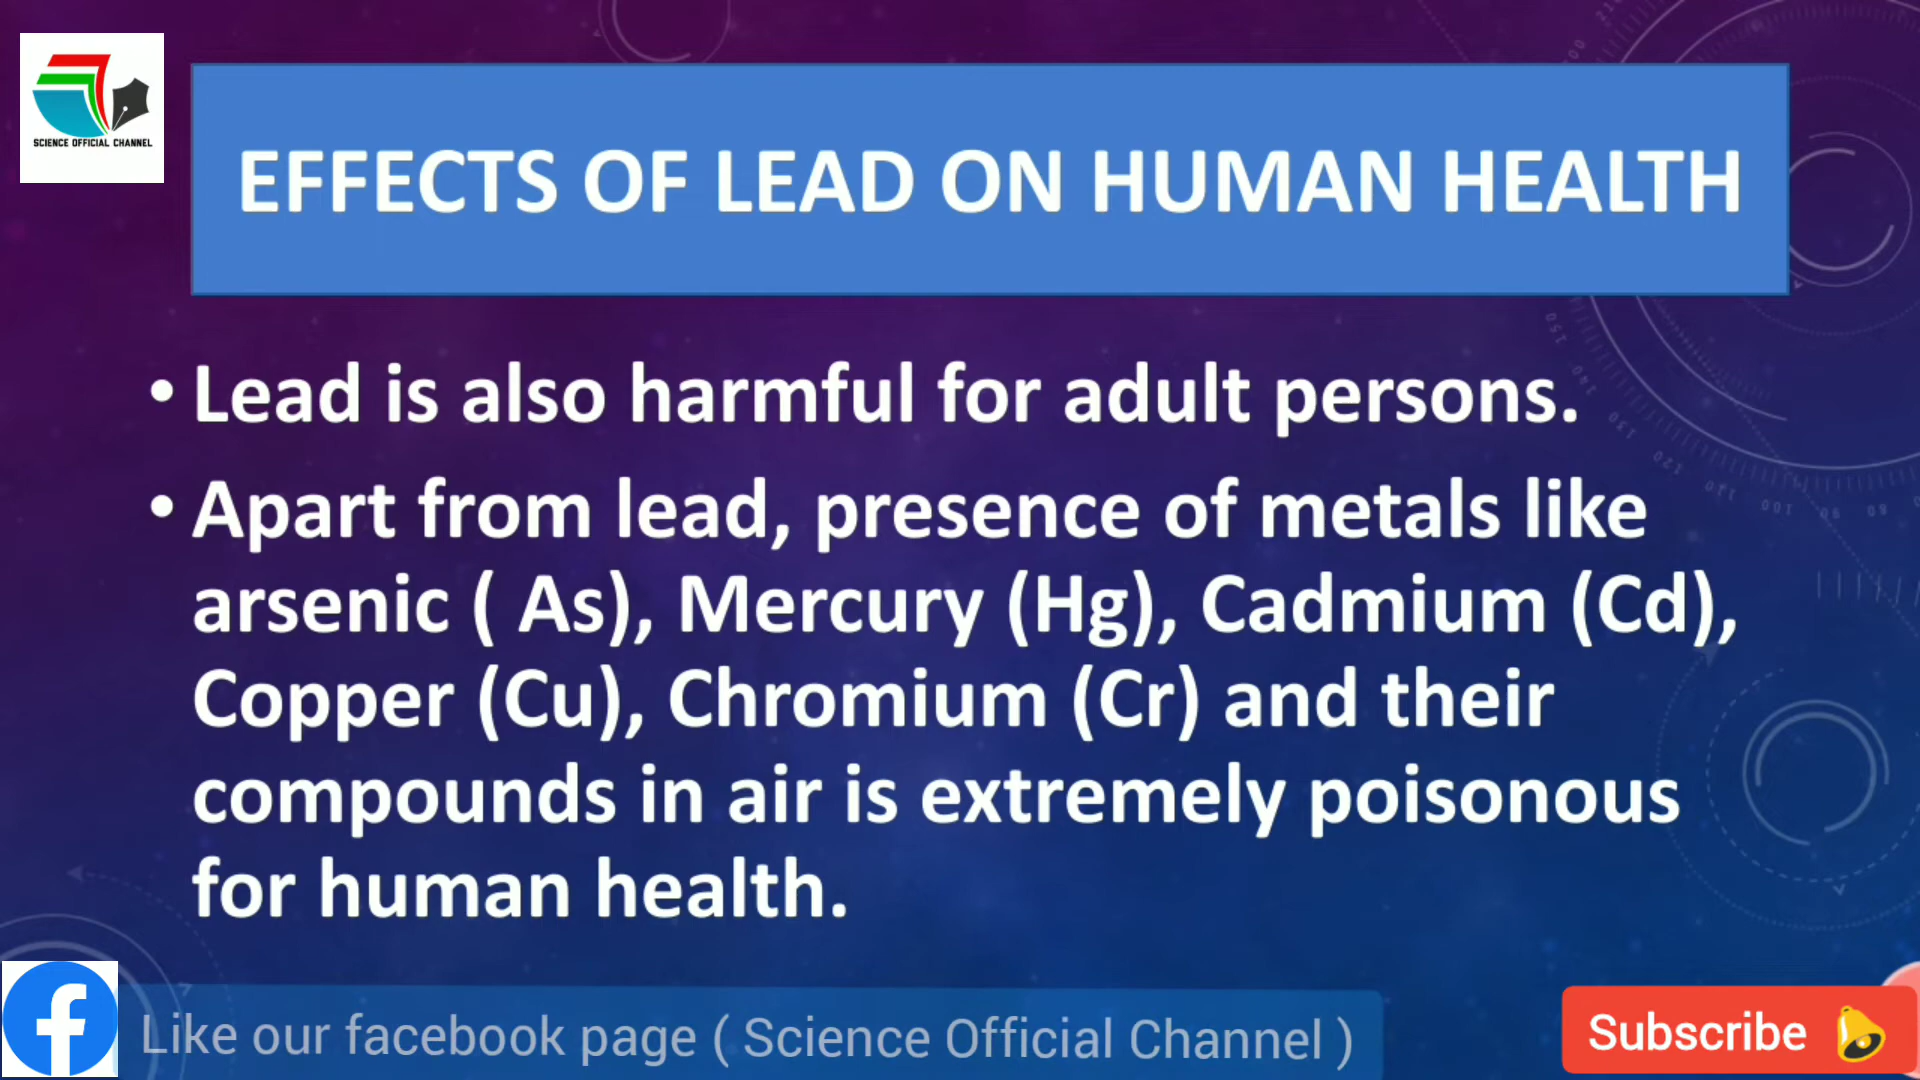 SCIENCE OFFICIAL CHANNEL
EFFECTS OF LEAD ON HUMAN HEALTH
• Lead is also harmful for adult persons.
• Apart from lead, presence of metals like
arsenic ( As), Mercury (Hg), Cadmium (Cd),
Copper (Cu), Chromium (Cr) and their
compounds in air is extremely poisonous
for human health.
Like our facebook page ( Science Official Channel )
Subscribe